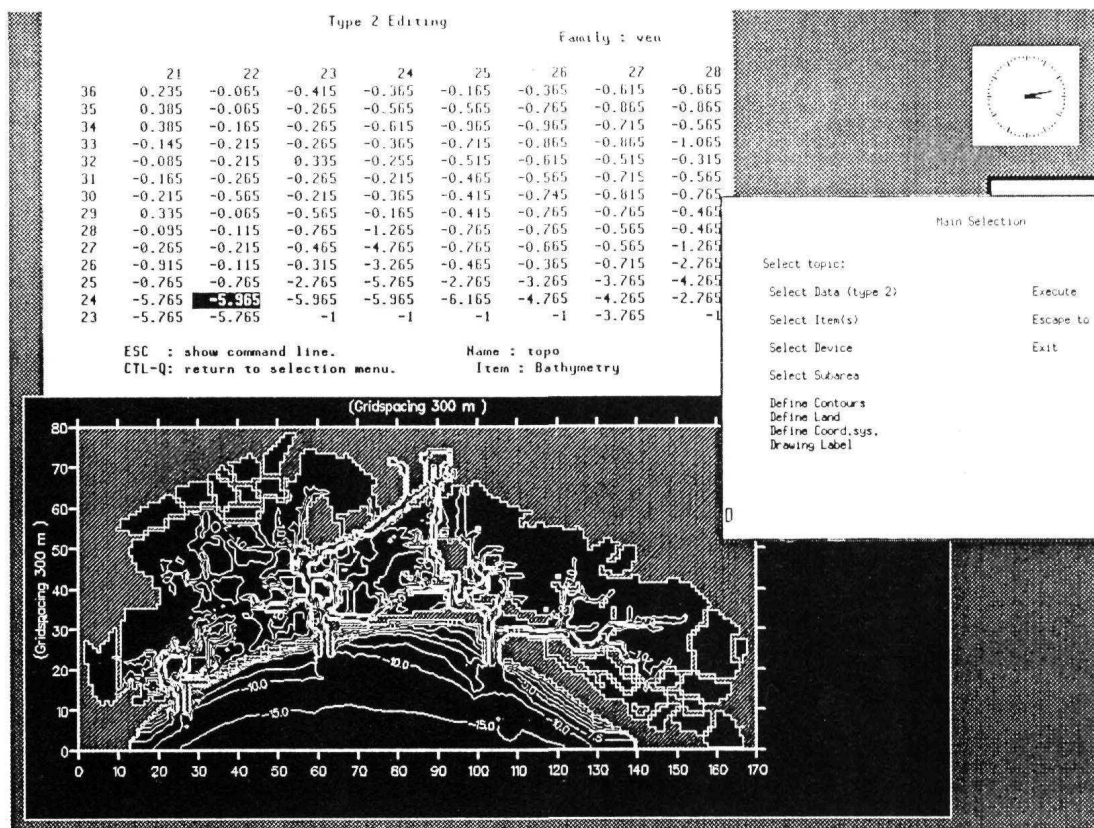 Type 2 Editing
Family : ven
21 22 23 24 25 26 27 28
36 0.235 -0.065 -0.415 -0.365 -0.165 -0.365 -0.615 -0.665
35 0.385 -0.065 -0.265 -0.565 -0.565 -0.765 -0.865 -0.865
34 0.385 -0.165 -0.265 -0.615 -0.965 -0.965 -0.715 -0.565
33 -0.145 -0.215 -0.265 -0.365 -0.715 -0.865 -0.865 -1.065
32 -0.085 -0.215 0.335 -0.255 -0.515 -0.615 -0.515 -0.315
31 -0.165 -0.265 -0.265 -0.215 -0.465 -0.565 -0.715 -0.565
30 -0.215 -0.565 -0.215 -0.365 -0.415 -0.745 -0.815 -0.765
29 0.335 -0.065 -0.565 -0.165 -0.415 -0.765 -0.765 -0.465
28 -0.095 -0.115 -0.765 -1.265 -0.765 -0.765 -0.565 -0.465
27 -0.265 -0.215 -0.465 -4.765 -0.765 -0.665 -0.565 -1.265
26 -0.915 -0.115 -0.315 -3.265 -0.465 -0.365 -0.715 -2.765
25 -0.765 -0.765 -2.765 -5.765 -2.765 -3.265 -3.765 -4.265
24 -5.765 -5.965 -5.965 -5.965 -6.165 -4.765 -4.265 -2.765
23 -5.765 -5.765 -1 -1 -1 -1 -3.765 -1
ESC : show command line. Name : topo
CTL-Q: return to selection menu. Item : Bathymetry
Main Selection
Select topic:
Select Data (type 2) Execute
Select Item(s) Escape to
Select Device Exit
Select Subarea
Define Contours
Define Land
Define Coord.sys.
Drawing Label
(Gridspacing 300 m )
(Gridspacing 300 m )
80
70
60
50
40
30
20
10
0
-10.0
-10.0
-15.0
-15.0
-10.0
-7.5
0 10 20 30 40 50 60 70 80 90 100 110 120 130 140 150 160 170